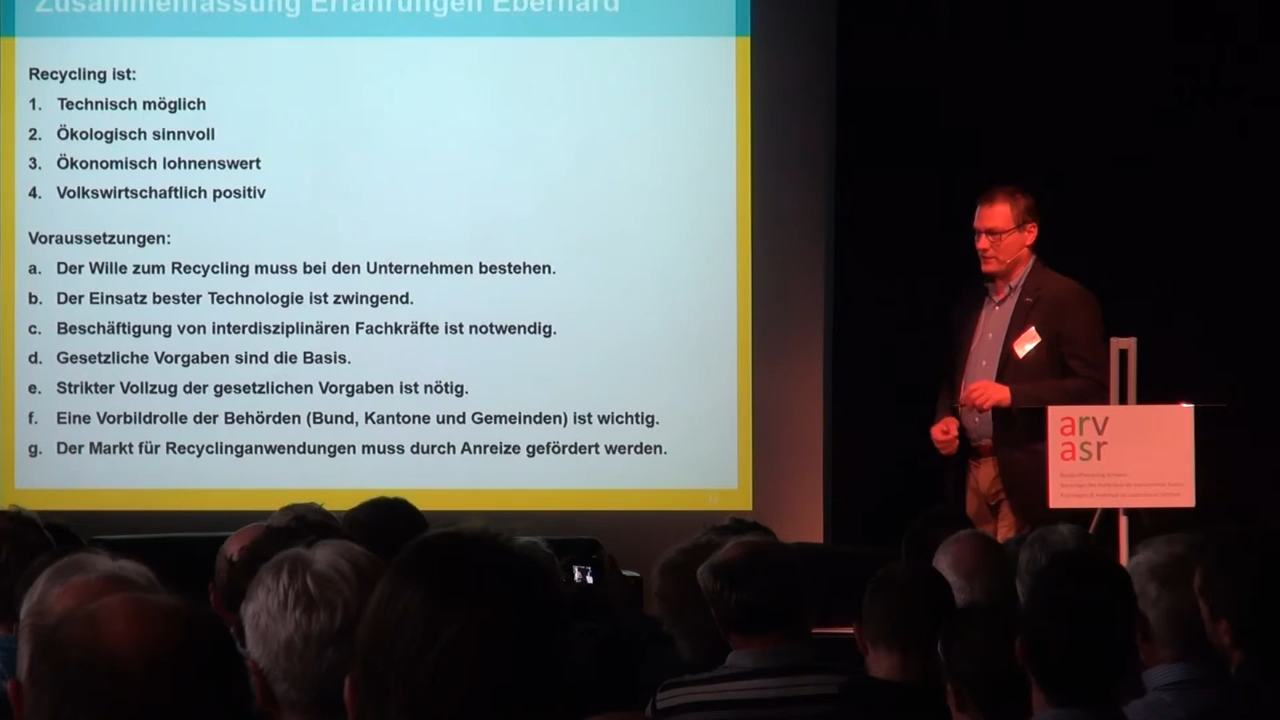 Zusammenfassung Erfahrungen Eberhard
Recycling ist:
1. Technisch möglich
2. Ökologisch sinnvoll
3. Ökonomisch lohnenswert
4. Volkswirtschaftlich positiv
Voraussetzungen:
a. Der Wille zum Recycling muss bei den Unternehmen bestehen.
b. Der Einsatz bester Technologie ist zwingend.
c. Beschäftigung von interdisziplinären Fachkräfte ist notwendig.
d. Gesetzliche Vorgaben sind die Basis.
e. Strikter Vollzug der gesetzlichen Vorgaben ist nötig.
f. Eine Vorbildrolle der Behörden (Bund, Kantone und Gemeinden) ist wichtig.
g. Der Markt für Recyclinganwendungen muss durch Anreize gefördert werden.
arv
asr